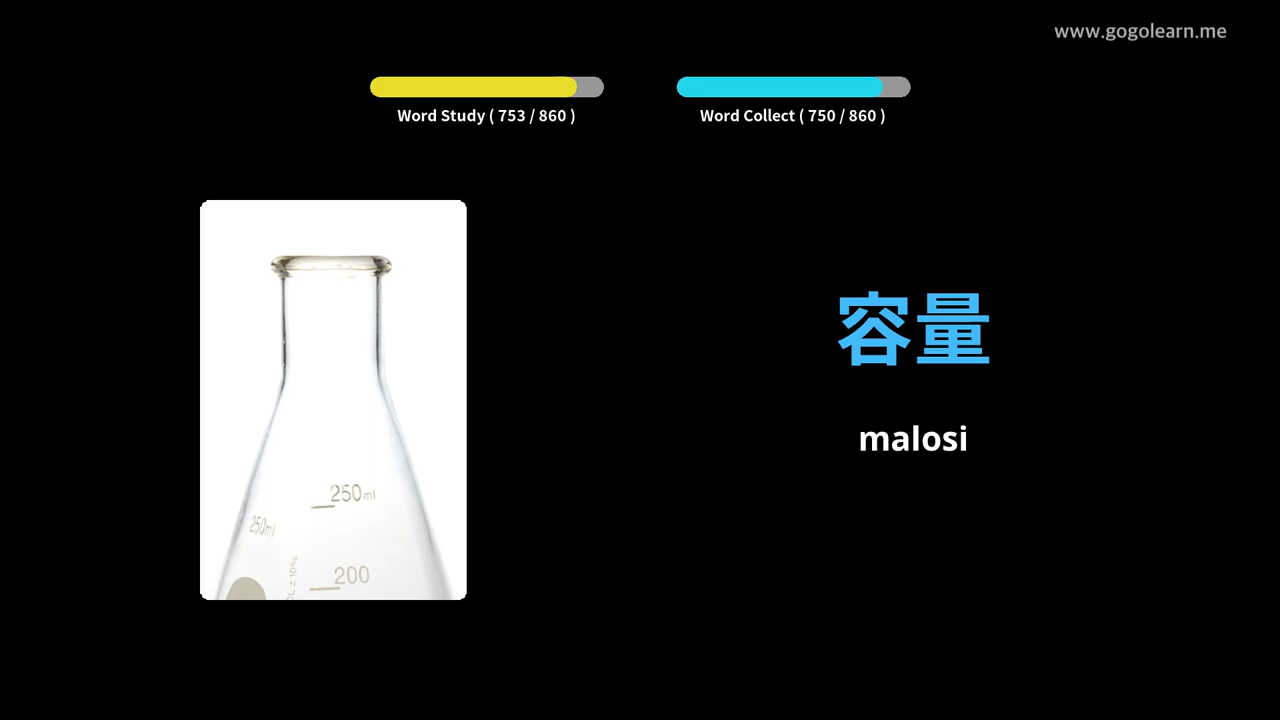 www.gogolearn.me
Word Study ( 753 / 860 )
Word Collect ( 750 / 860 )
容量
malosi
250ml
250ml
200